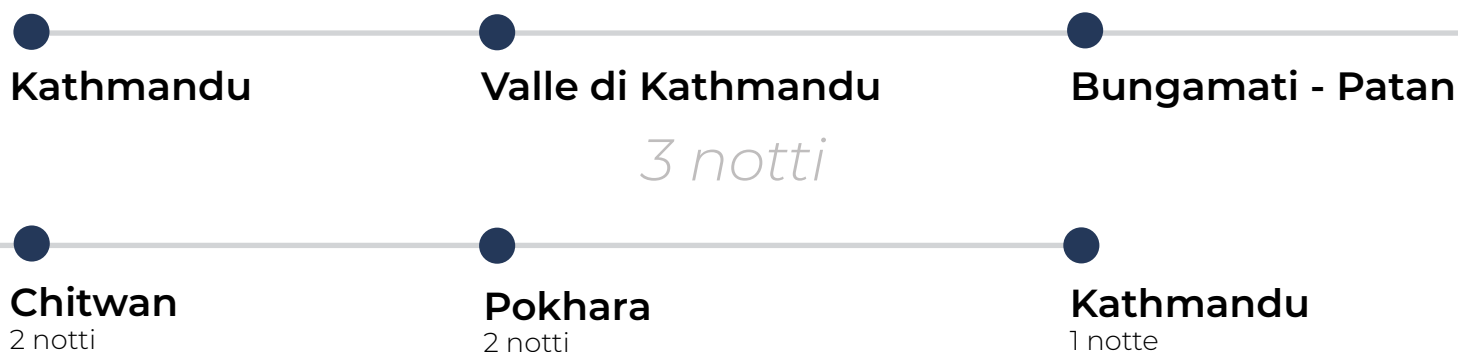 Kathmandu
Valle di Kathmandu
Bungamati - Patan
3 notti
Chitwan
2 notti
Pokhara
2 notti
Kathmandu
1 notte